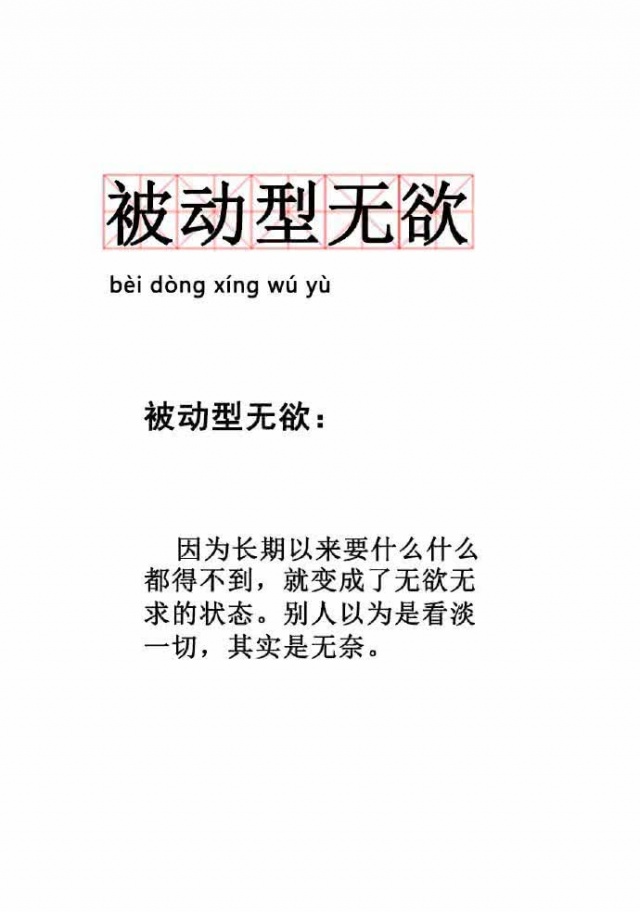 被动型无欲
bèi dòng xíng wú yù
被动型无欲：
因为长期以来要什么什么
都得不到，就变成了无欲无
求的状态。别人以为是看淡
一切，其实是无奈。